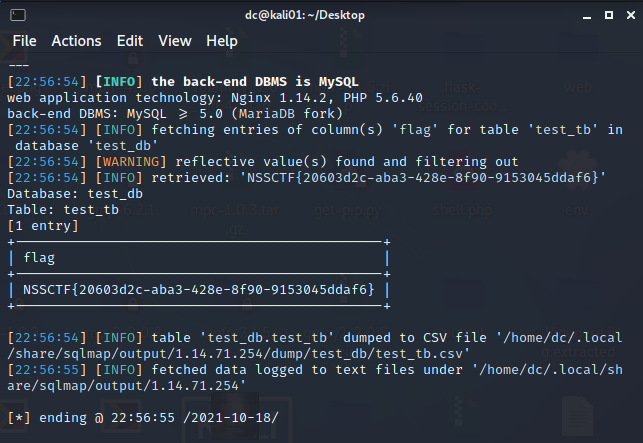 dc@kali01: ~/Desktop
File Actions Edit View Help
---
[22:56:54] [INFO] the back-end DBMS is MySQL
web application technology: Nginx 1.14.2, PHP 5.6.40
back-end DBMS: MySQL >= 5.0 (MariaDB fork)
[22:56:54] [INFO] fetching entries of column(s) 'flag' for table 'test_tb' in
database 'test_db'
[22:56:54] [WARNING] reflective value(s) found and filtering out
[22:56:54] [INFO] retrieved: 'NSSCTF{20603d2c-aba3-428e-8f90-9153045ddaf6}'
Database: test_db
Table: test_tb
[1 entry]
+----------------------------------------------+
| flag |
+----------------------------------------------+
| NSSCTF{20603d2c-aba3-428e-8f90-9153045ddaf6} |
+----------------------------------------------+
[22:56:54] [INFO] table 'test_db.test_tb' dumped to CSV file '/home/dc/.local
/share/sqlmap/output/1.14.71.254/dump/test_db/test_tb.csv'
[22:56:55] [INFO] fetched data logged to text files under '/home/dc/.local/sh
are/sqlmap/output/1.14.71.254'
[*] ending @ 22:56:55 /2021-10-18/